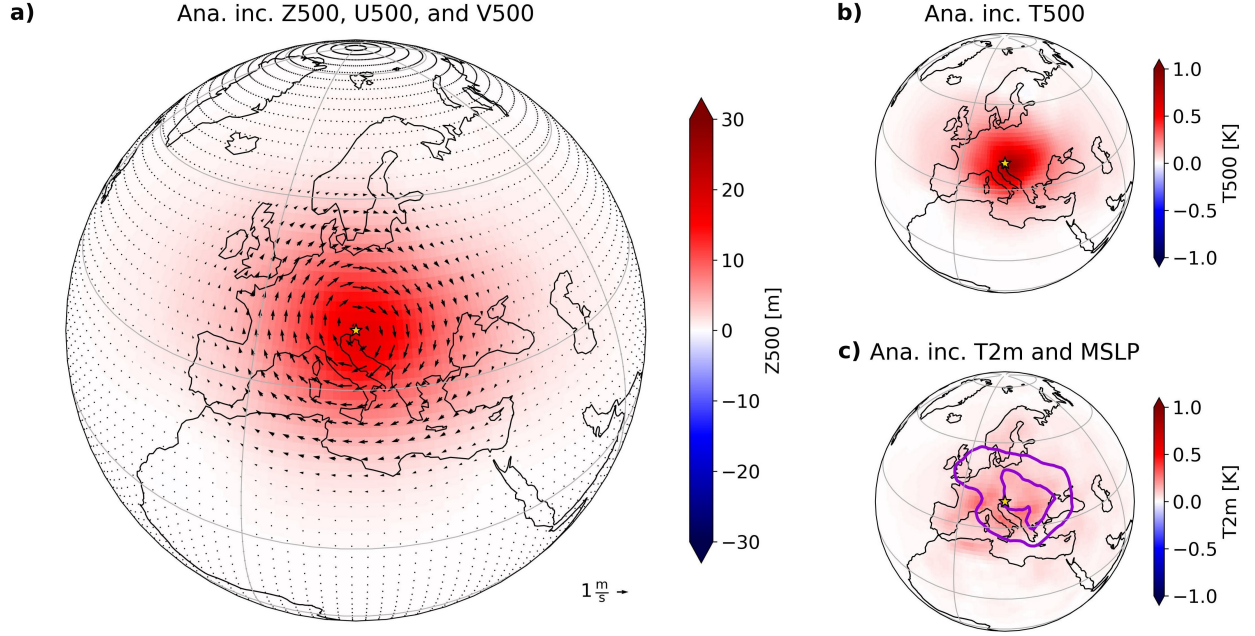 a) Ana. inc. Z500, U500, and V500
30
20
10
0
−10
−20
−30
Z500 [m]
1 m/s
b) Ana. inc. T500
1.0
0.5
0.0
−0.5
−1.0
T500 [K]
c) Ana. inc. T2m and MSLP
1.0
0.5
0.0
−0.5
−1.0
T2m [K]